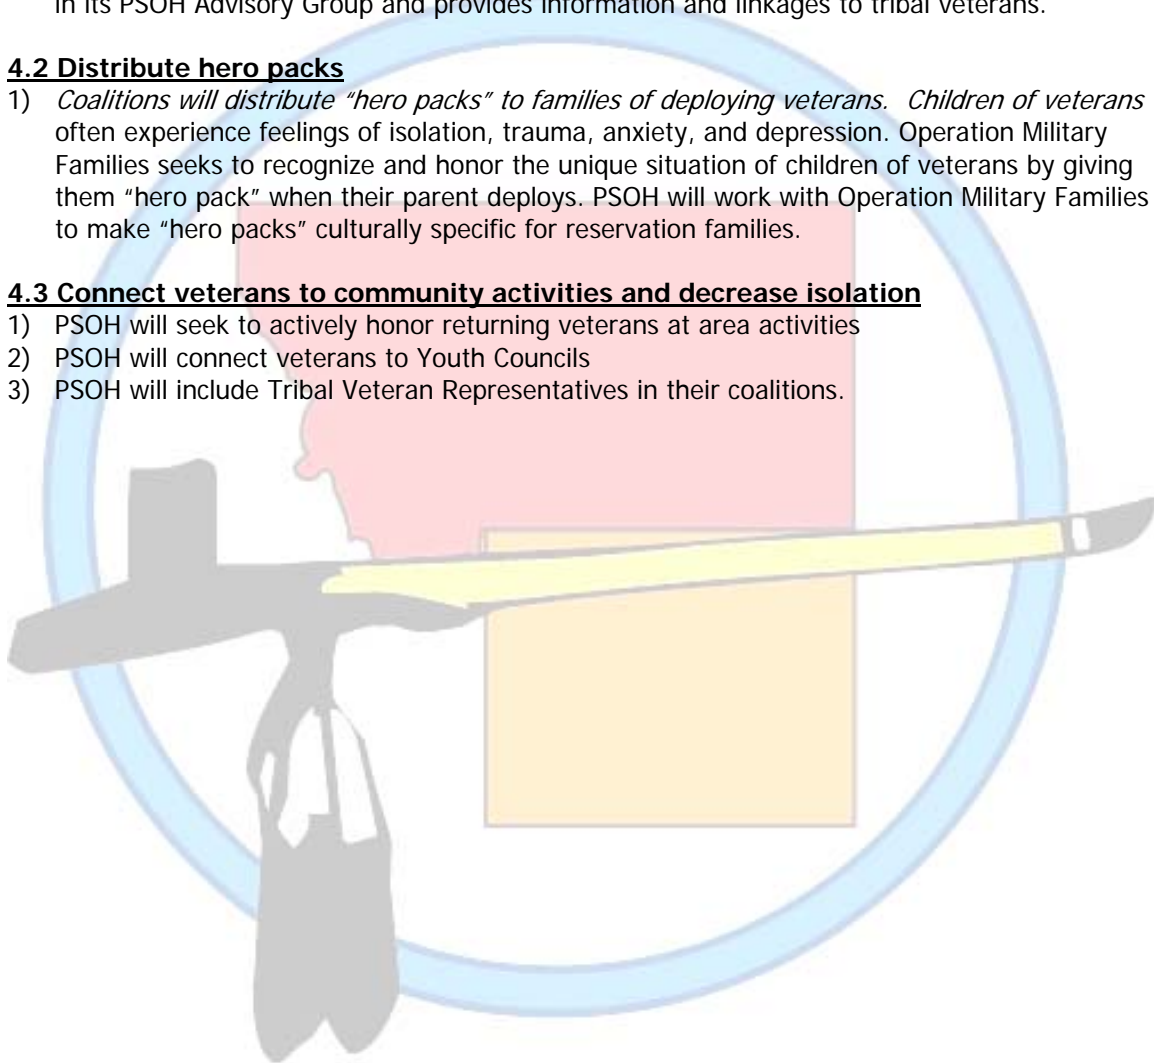 in its PSOH Advisory Group and provides information and linkages to tribal veterans.
4.2 Distribute hero packs
1) Coalitions will distribute “hero packs” to families of deploying veterans. Children of veterans
often experience feelings of isolation, trauma, anxiety, and depression. Operation Military
Families seeks to recognize and honor the unique situation of children of veterans by giving
them “hero pack” when their parent deploys. PSOH will work with Operation Military Families
to make “hero packs” culturally specific for reservation families.
4.3 Connect veterans to community activities and decrease isolation
1) PSOH will seek to actively honor returning veterans at area activities
2) PSOH will connect veterans to Youth Councils
3) PSOH will include Tribal Veteran Representatives in their coalitions.